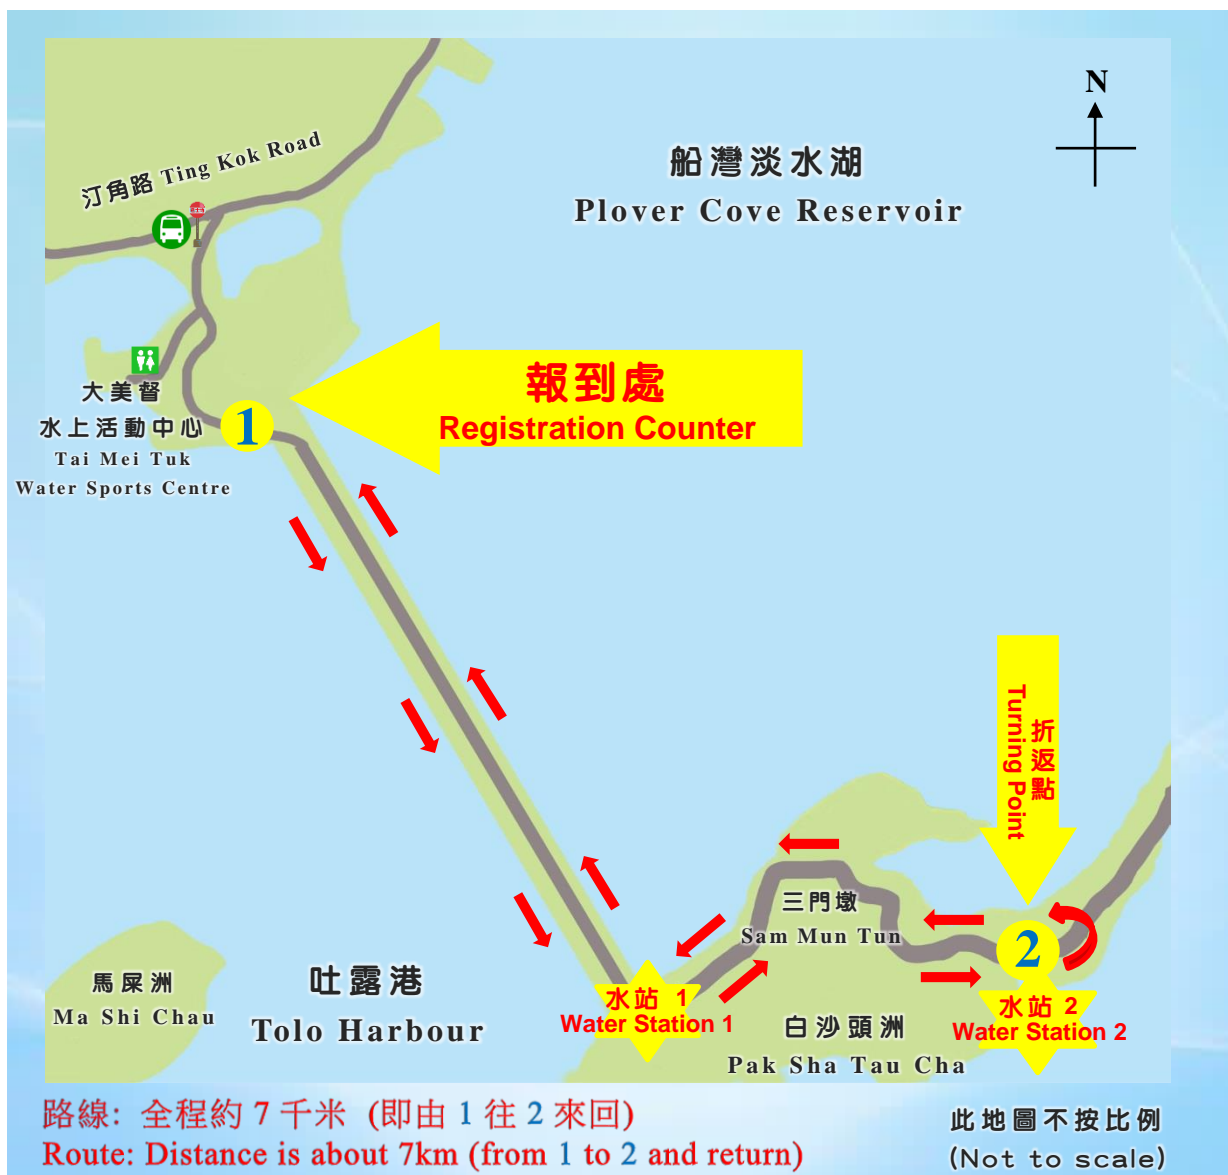 N
船灣淡水湖
Plover Cove Reservoir
汀角路 Ting Kok Road
報到處
Registration Counter
大美督
水上活動中心
Tai Mei Tuk
Water Sports Centre
1
折返點
Turning Point
三門墩
Sam Mun Tun
2
馬屎洲
Ma Shi Chau
吐露港
Tolo Harbour
水站 1
Water Station 1
水站 2
Water Station 2
白沙頭洲
Pak Sha Tau Cha
路線: 全程約 7 千米 (即由 1 往 2 來回)
Route: Distance is about 7km (from 1 to 2 and return)
此地圖不按比例
(Not to scale)